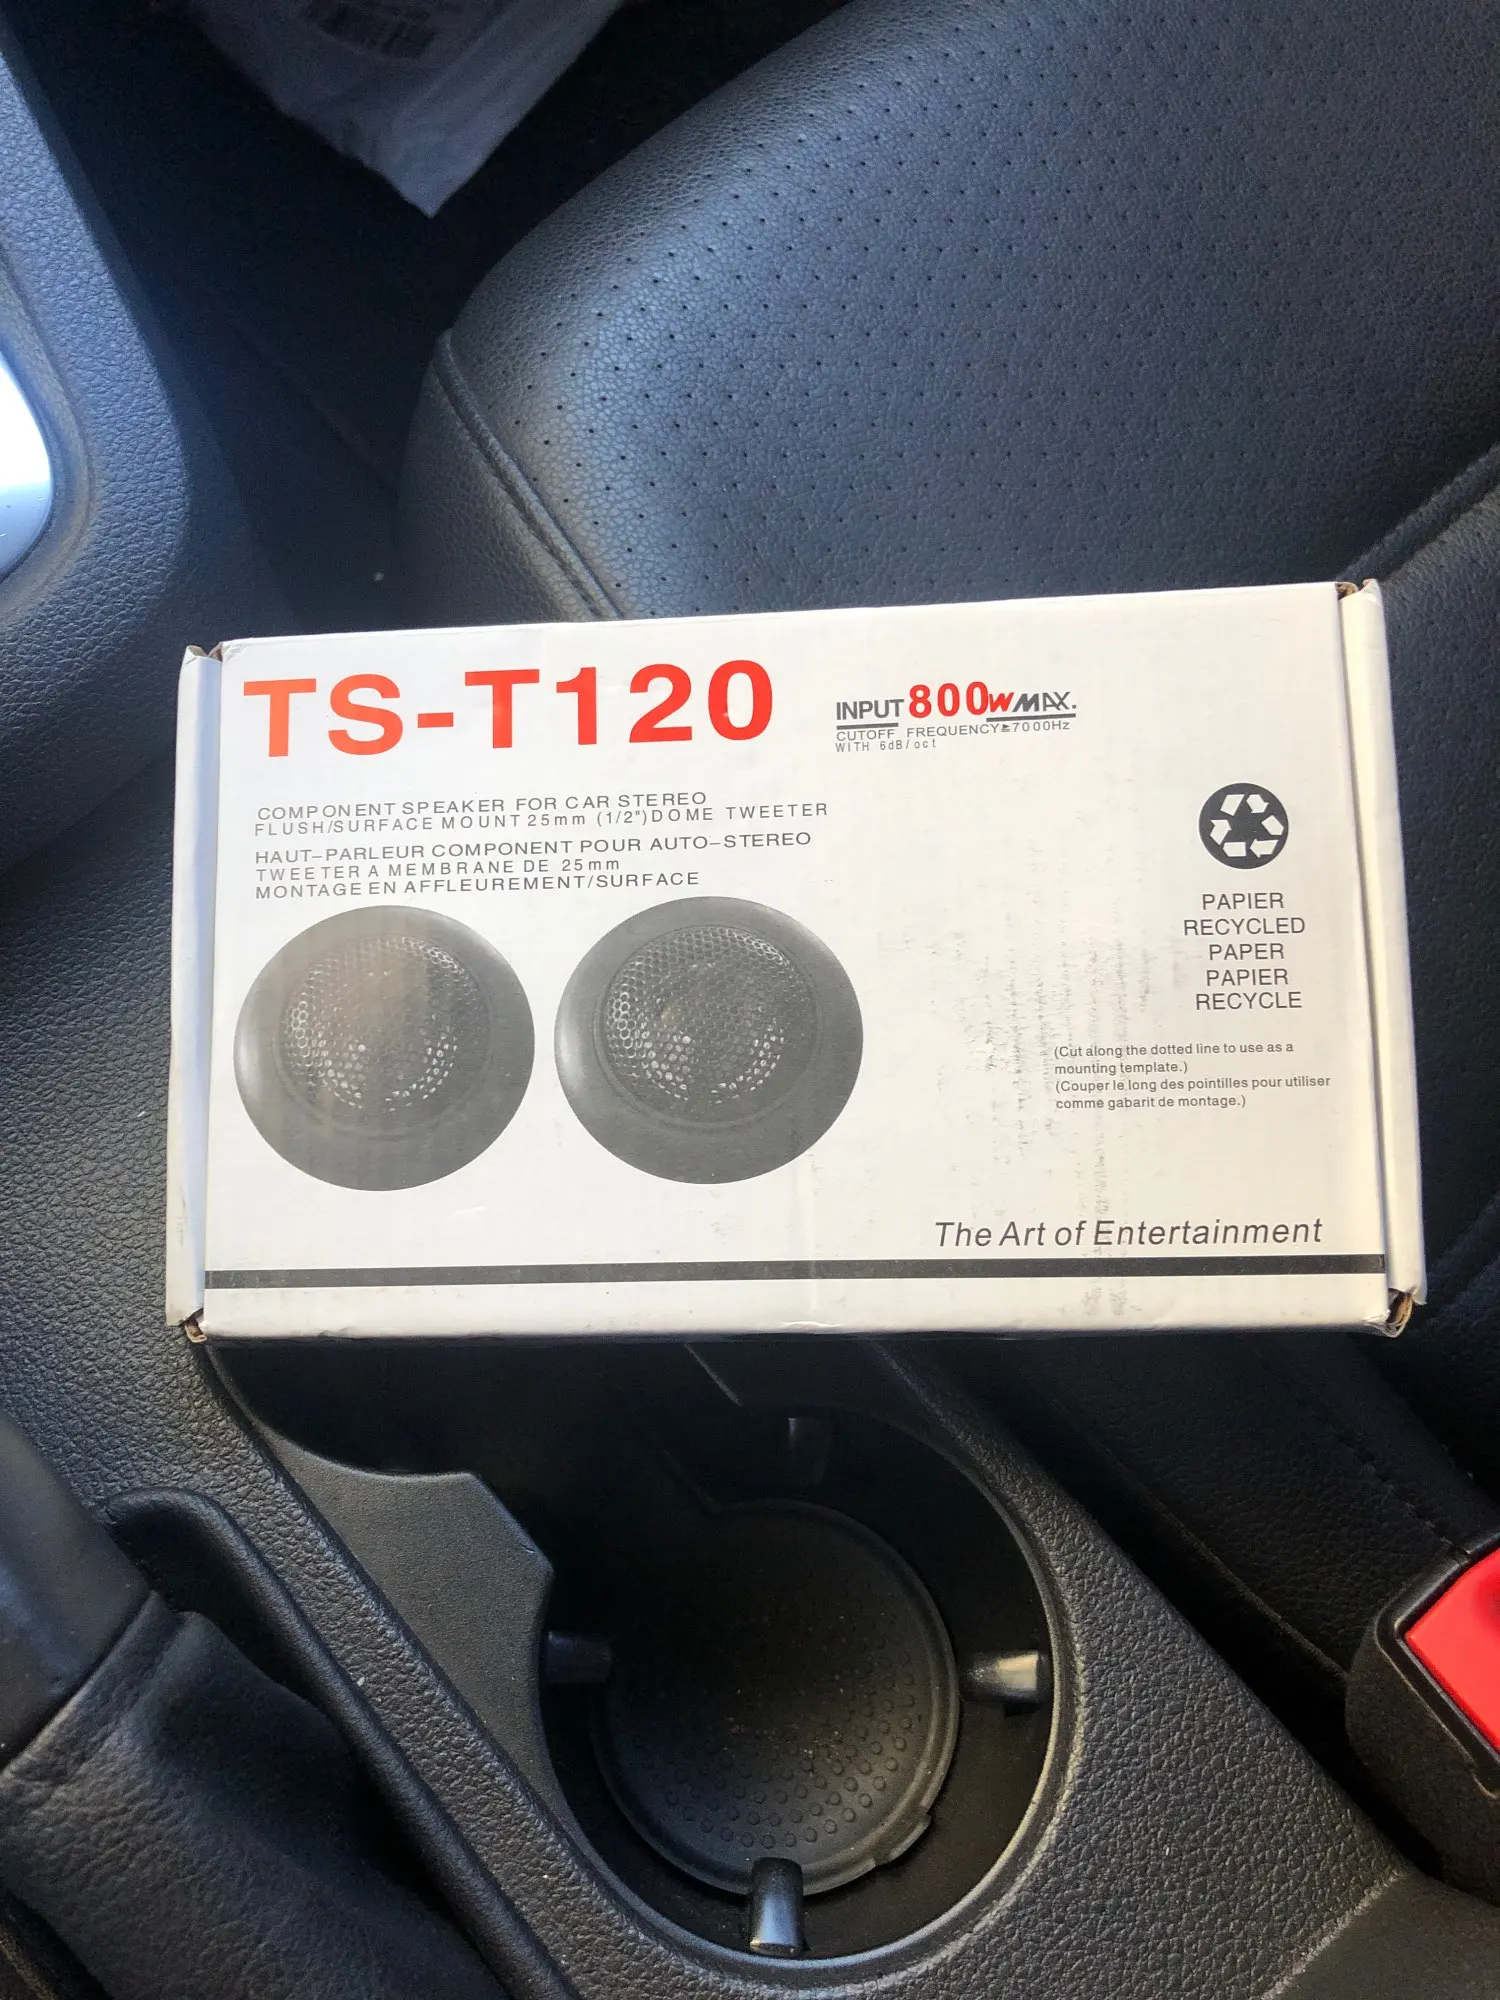 TS-T120
INPUT 800W MAX.
CUTOFF FREQUENCY≥7000Hz
WITH 6dB/oct
COMPONENT SPEAKER FOR CAR STEREO
FLUSH/SURFACE MOUNT 25mm (1/2")DOME TWEETER
HAUT-PARLEUR COMPONENT POUR AUTO-STEREO
TWEETER A MEMBRANE DE 25mm
MONTAGE EN AFFLEUREMENT/SURFACE
PAPIER
RECYCLED
PAPER
PAPIER
RECYCLE
(Cut along the dotted line to use as a
mounting template.)
(Couper le long des pointilles pour utiliser
comme gabarit de montage.)
The Art of Entertainment